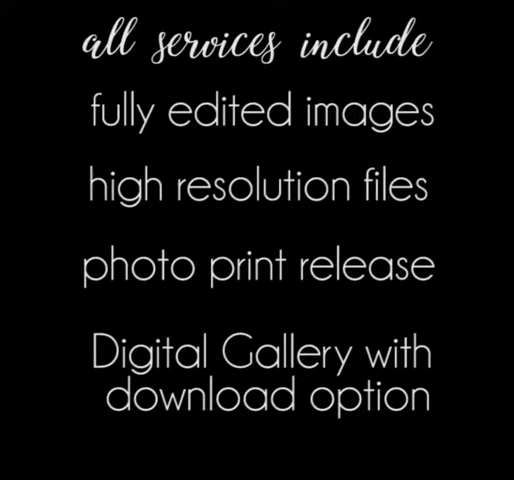 all services include
fully edited images
high resolution files
photo print release
Digital Gallery with
download option